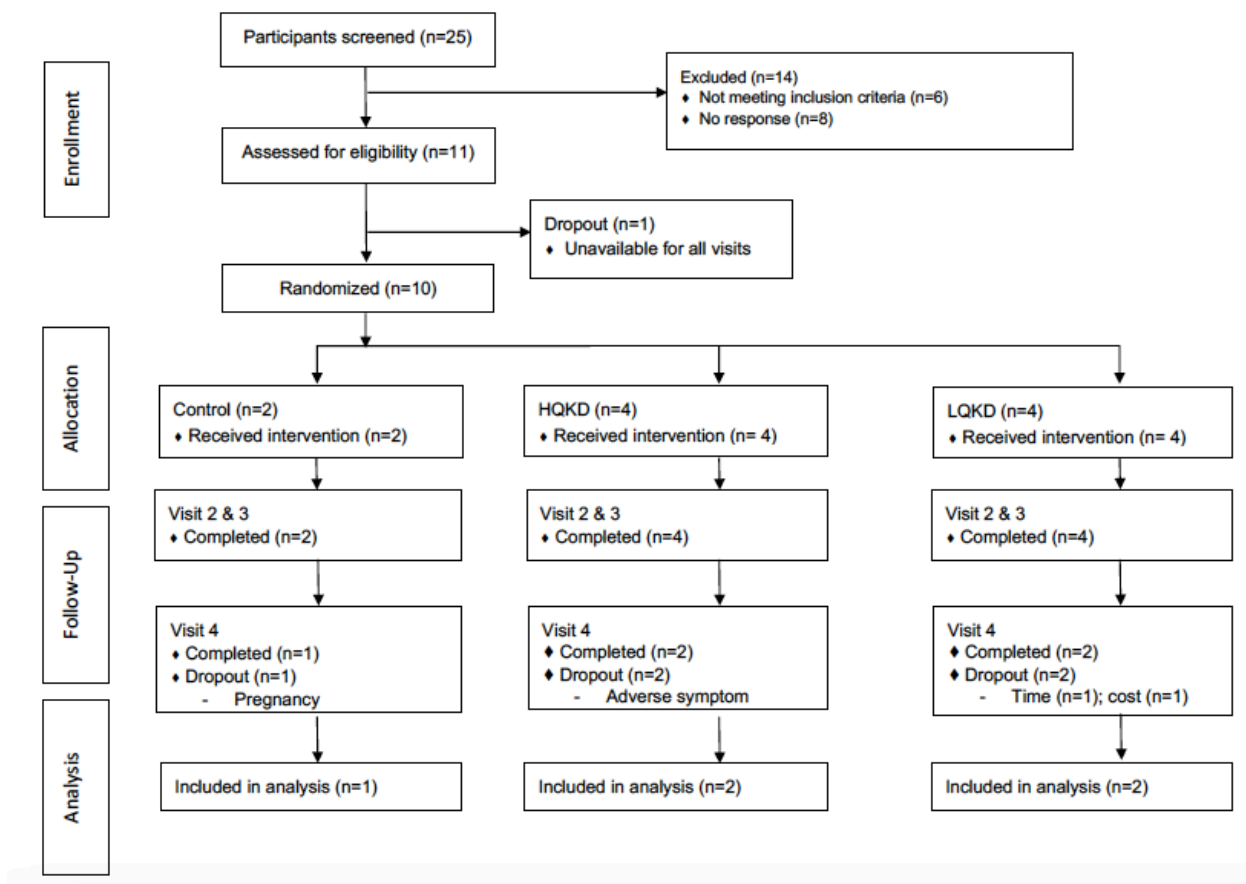 Participants screened (n=25)
Enrollment
Excluded (n=14)
♦ Not meeting inclusion criteria (n=6)
♦ No response (n=8)
Assessed for eligibility (n=11)
Dropout (n=1)
♦ Unavailable for all visits
Randomized (n=10)
Allocation
Control (n=2)
♦ Received intervention (n=2)
HQKD (n=4)
♦ Received intervention (n= 4)
LQKD (n=4)
♦ Received intervention (n= 4)
Follow-Up
Visit 2 & 3
♦ Completed (n=2)
Visit 2 & 3
♦ Completed (n=4)
Visit 2 & 3
♦ Completed (n=4)
Visit 4
♦ Completed (n=1)
♦ Dropout (n=1)
- Pregnancy
Visit 4
♦ Completed (n=2)
♦ Dropout (n=2)
- Adverse symptom
Visit 4
♦ Completed (n=2)
♦ Dropout (n=2)
- Time (n=1); cost (n=1)
Analysis
Included in analysis (n=1)
Included in analysis (n=2)
Included in analysis (n=2)